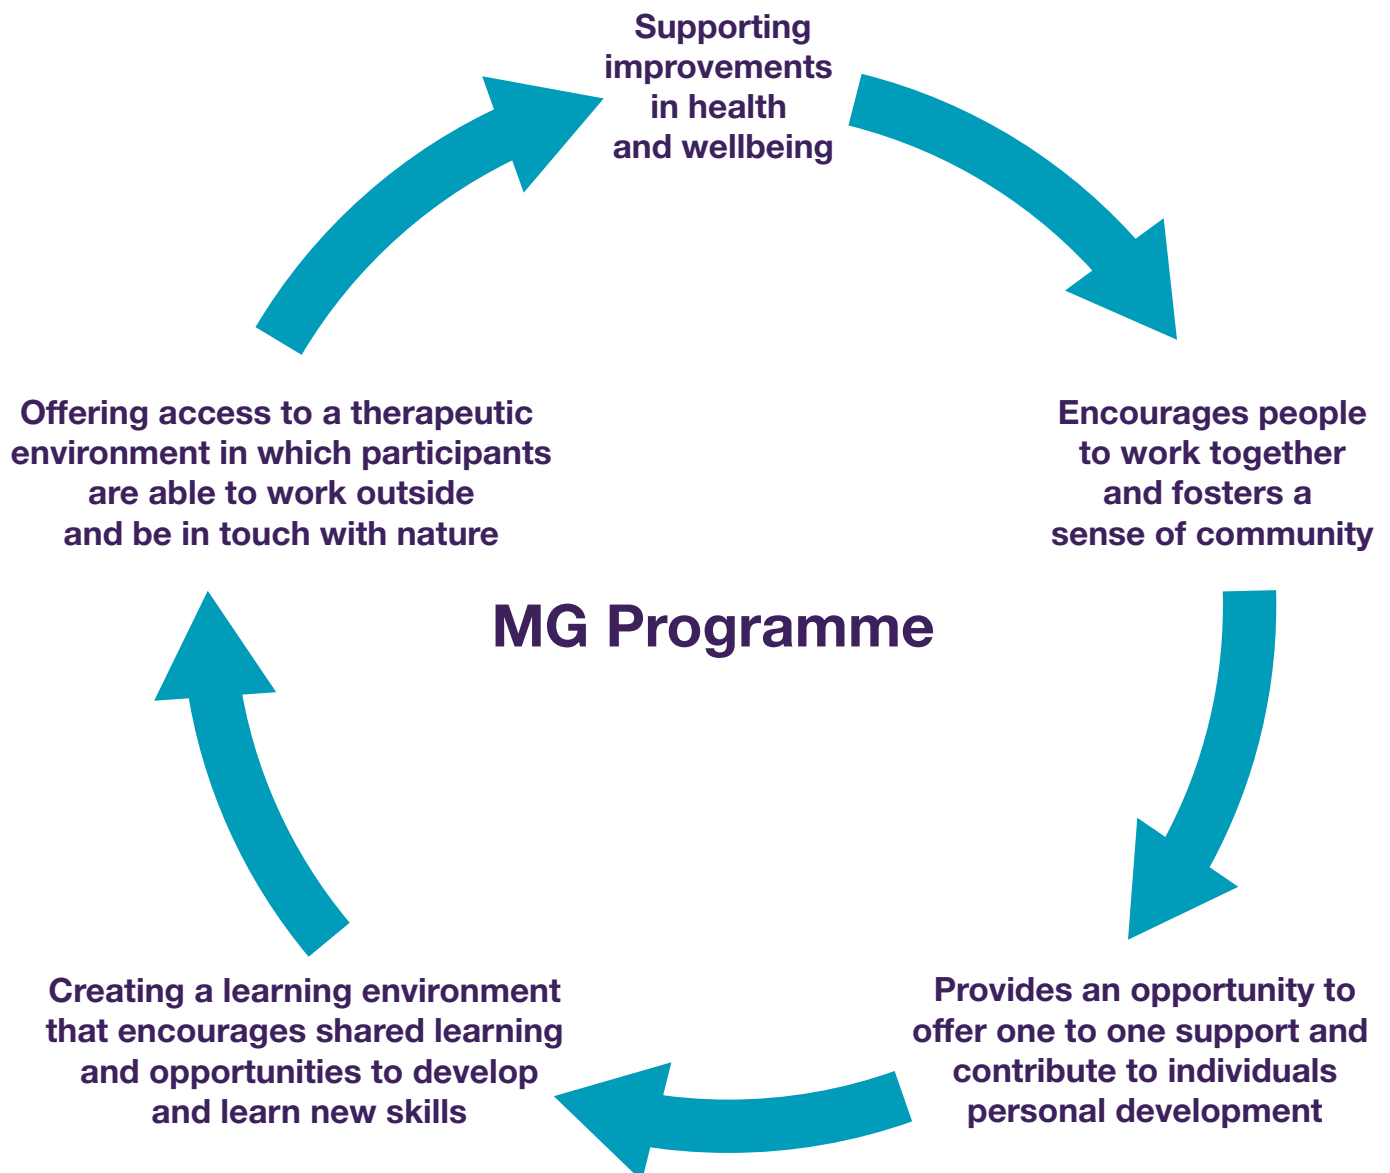 Supporting
improvements
in health
and wellbeing
Encourages people
to work together
and fosters a
sense of community
Provides an opportunity to
offer one to one support and
contribute to individuals
personal development
Creating a learning environment
that encourages shared learning
and opportunities to develop
and learn new skills
Offering access to a therapeutic
environment in which participants
are able to work outside
and be in touch with nature
MG Programme